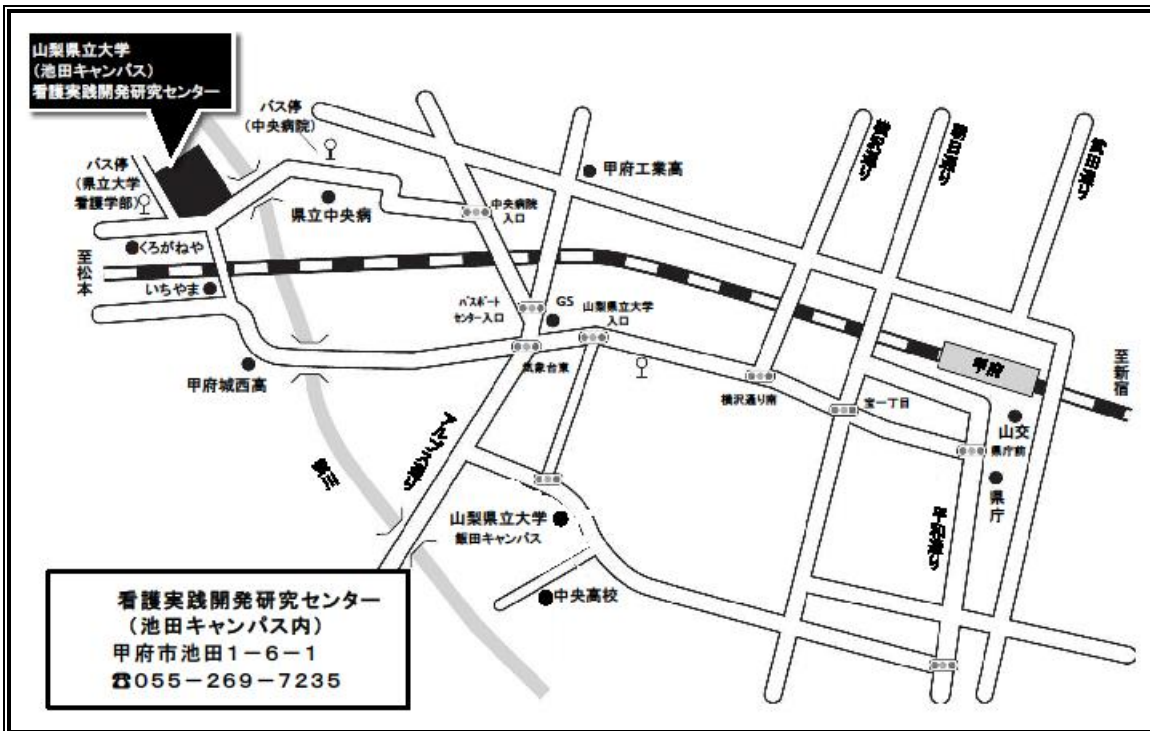 山梨県立大学
(池田キャンパス)
看護実践開発研究センター
バス停
(中央病院)
バス停
(県立大学
看護学部)
甲府工業高
県立中央病
中央病院
入口
くろがねや
至松本
いちやま
パスポート
センター入口
GS
山梨県立大学
入口
甲府城西高
気象台東
横沢通り南
宝一丁目
甲府
至新宿
山交
県庁前
県庁
朝日通り
アルプス通り
荒川
平和通り
山梨県立大学
飯田キャンパス
中央高校
看護実践開発研究センター
(池田キャンパス内)
甲府市池田1-6-1
☎055-269-7235